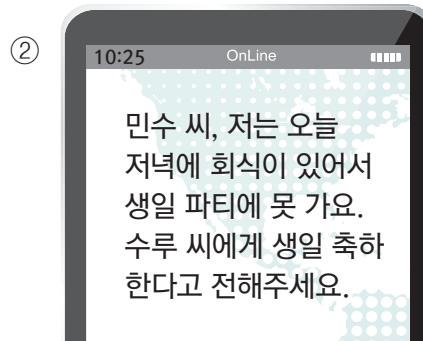 ②
10:25 OnLine
민수 씨, 저는 오늘
저녁에 회식이 있어서
생일 파티에 못 가요.
수루 씨에게 생일 축하
한다고 전해주세요.